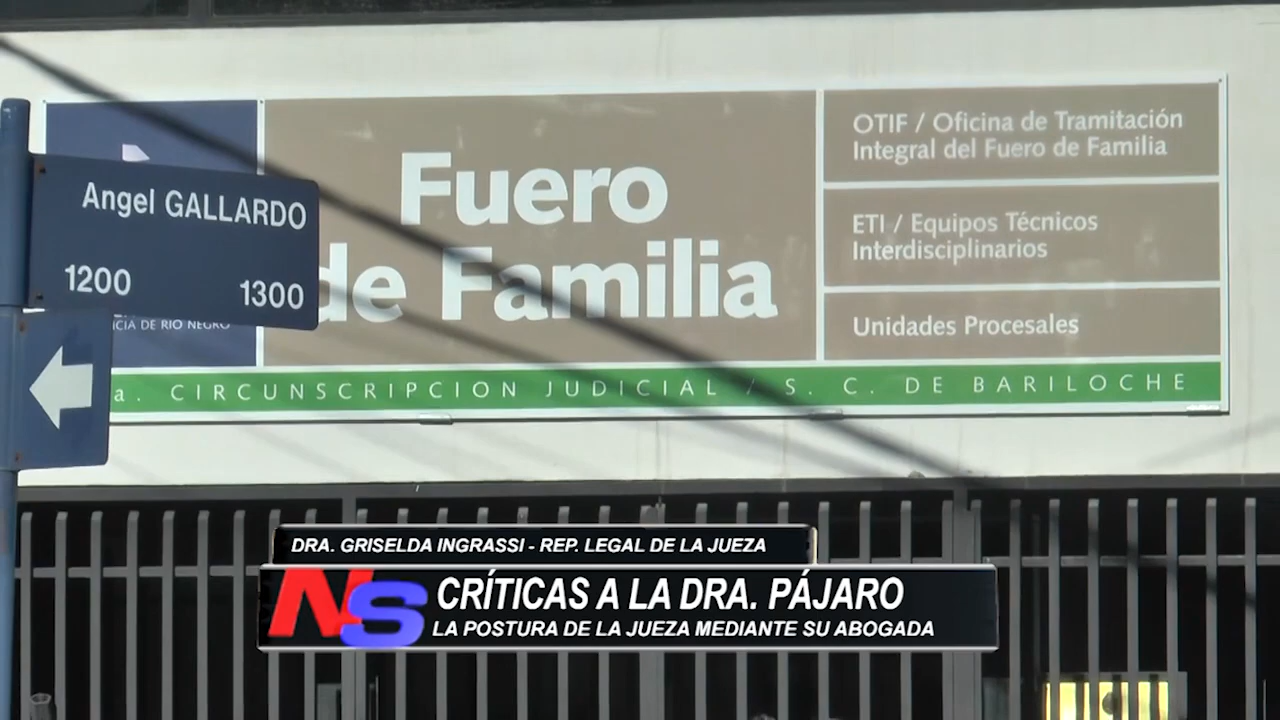 Angel GALLARDO
1200 1300
CIA DE RIO NEGRO
Fuero
de Familia
OTIF / Oficina de Tramitación
Integral del Fuero de Familia
ETI / Equipos Técnicos
Interdisciplinarios
Unidades Procesales
a. CIRCUNSCRIPCION JUDICIAL / S. C. DE BARILOCHE
DRA. GRISELDA INGRASSI - REP. LEGAL DE LA JUEZA
NS
CRÍTICAS A LA DRA. PÁJARO
LA POSTURA DE LA JUEZA MEDIANTE SU ABOGADA